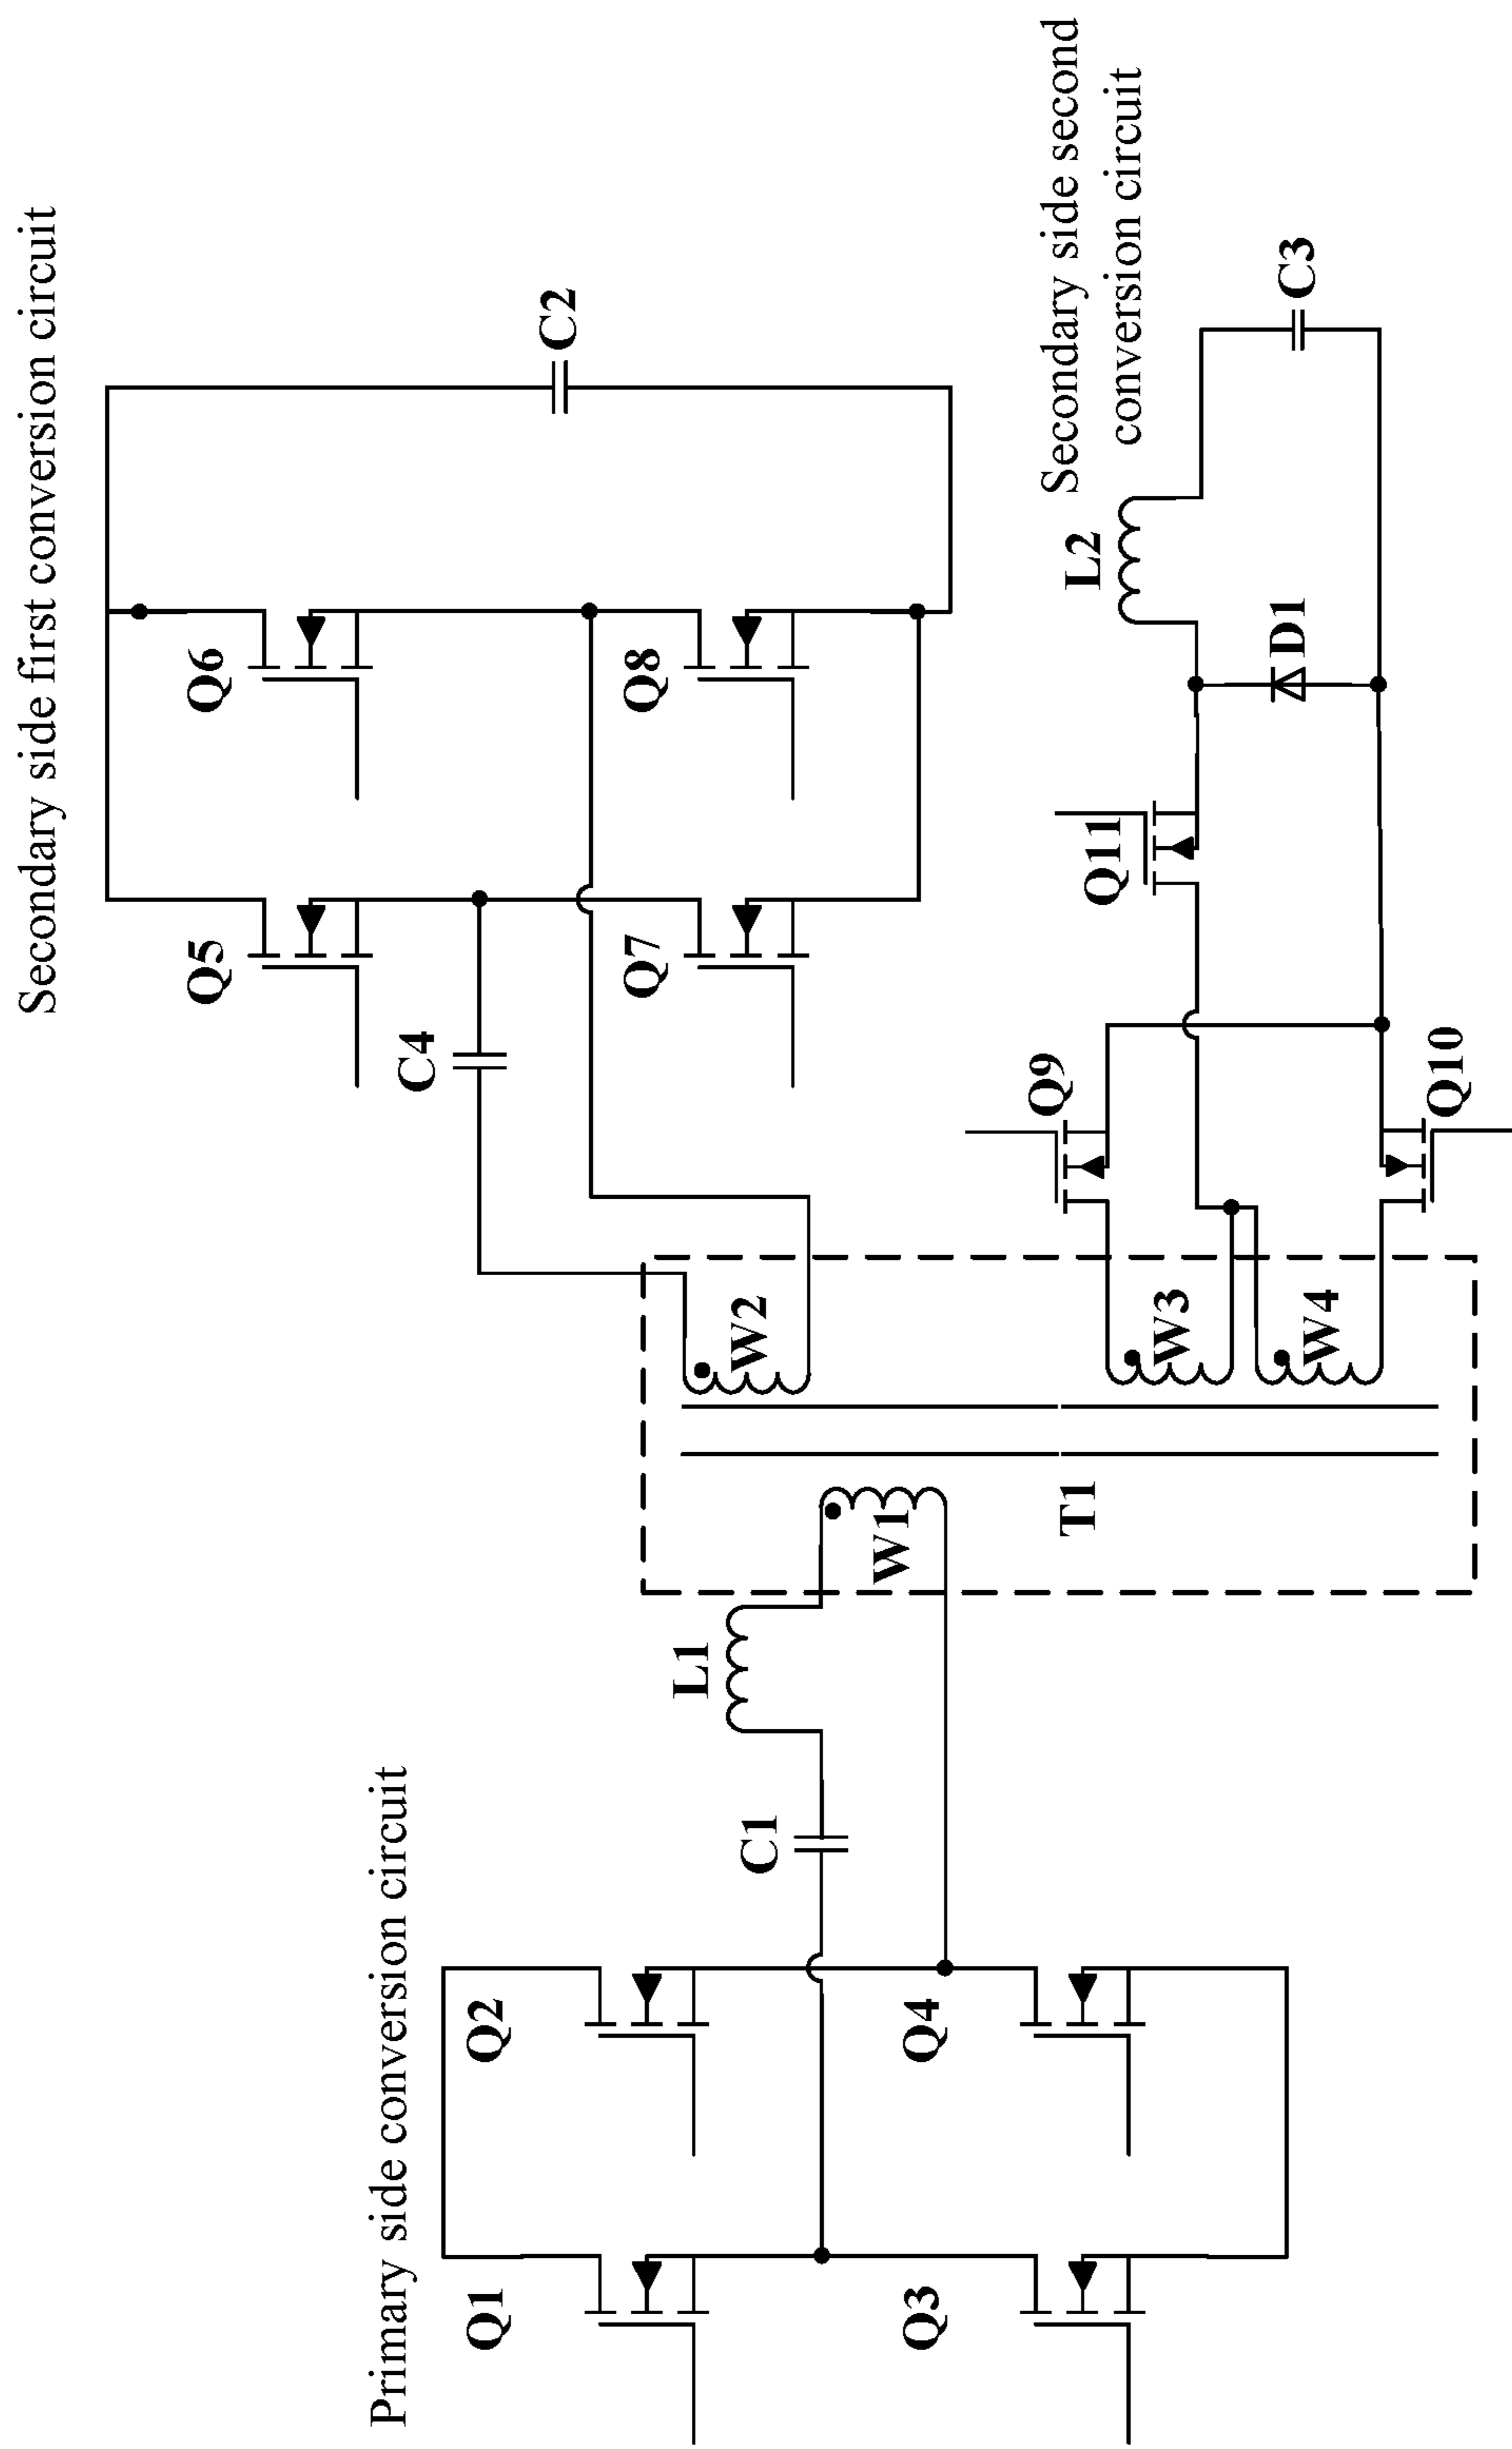 Secondary side first conversion circuit
Primary side conversion circuit
Secondary side second
conversion circuit
Q1
Q2
Q3
Q4
C1
L1
W1
T1
W2
W3
W4
C4
Q5
Q6
Q7
Q8
C2
Q9
Q10
Q11
L2
D1
C3